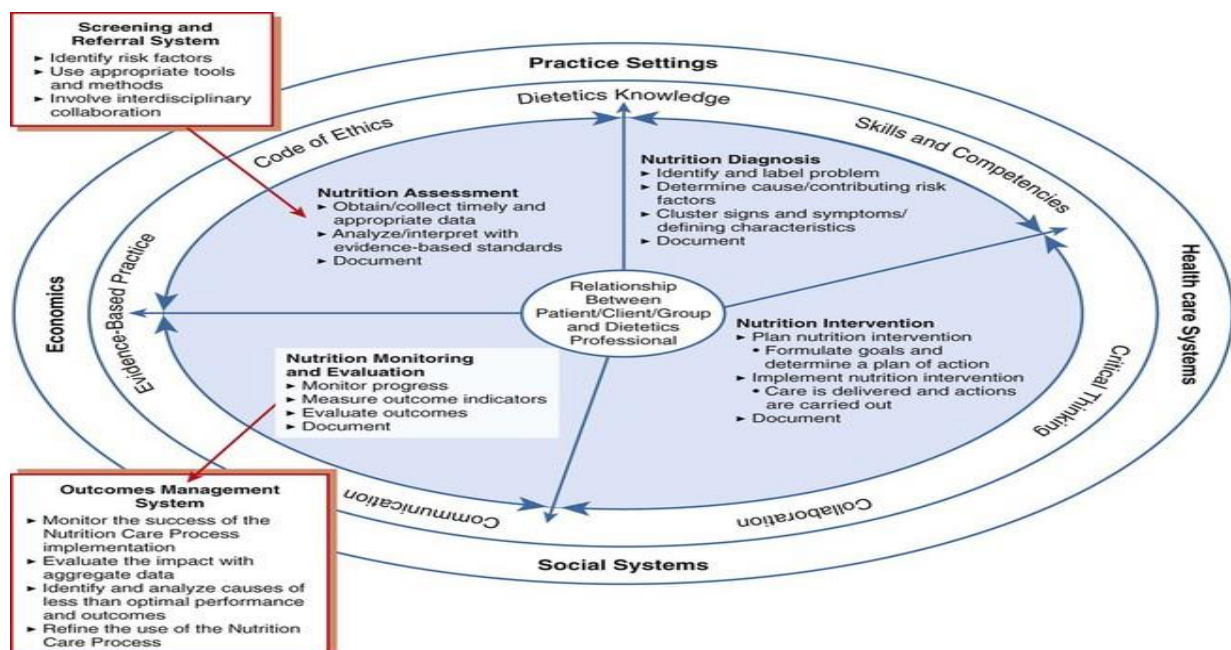 Screening and
Referral System
► Identify risk factors
► Use appropriate tools
and methods
► Involve interdisciplinary
collaboration
Practice Settings
Dietetics Knowledge
Code of Ethics
Skills and Competencies
Nutrition Assessment
► Obtain/collect timely and
appropriate data
► Analyze/interpret with
evidence-based standards
► Document
Nutrition Diagnosis
► Identify and label problem
► Determine cause/contributing risk
factors
► Cluster signs and symptoms/
defining characteristics
► Document
Economics
Evidence-Based Practice
Relationship
Between
Patient/Client/Group
and Dietetics
Professional
Health care Systems
Nutrition Monitoring
and Evaluation
► Monitor progress
► Measure outcome indicators
► Evaluate outcomes
► Document
Nutrition Intervention
► Plan nutrition intervention
• Formulate goals and
determine a plan of action
► Implement nutrition intervention
• Care is delivered and actions
are carried out
► Document
Critical Thinking
Communication
Collaboration
Social Systems
Outcomes Management
System
► Monitor the success of the
Nutrition Care Process
implementation
► Evaluate the impact with
aggregate data
► Identify and analyze causes of
less than optimal performance
and outcomes
► Refine the use of the Nutrition
Care Process